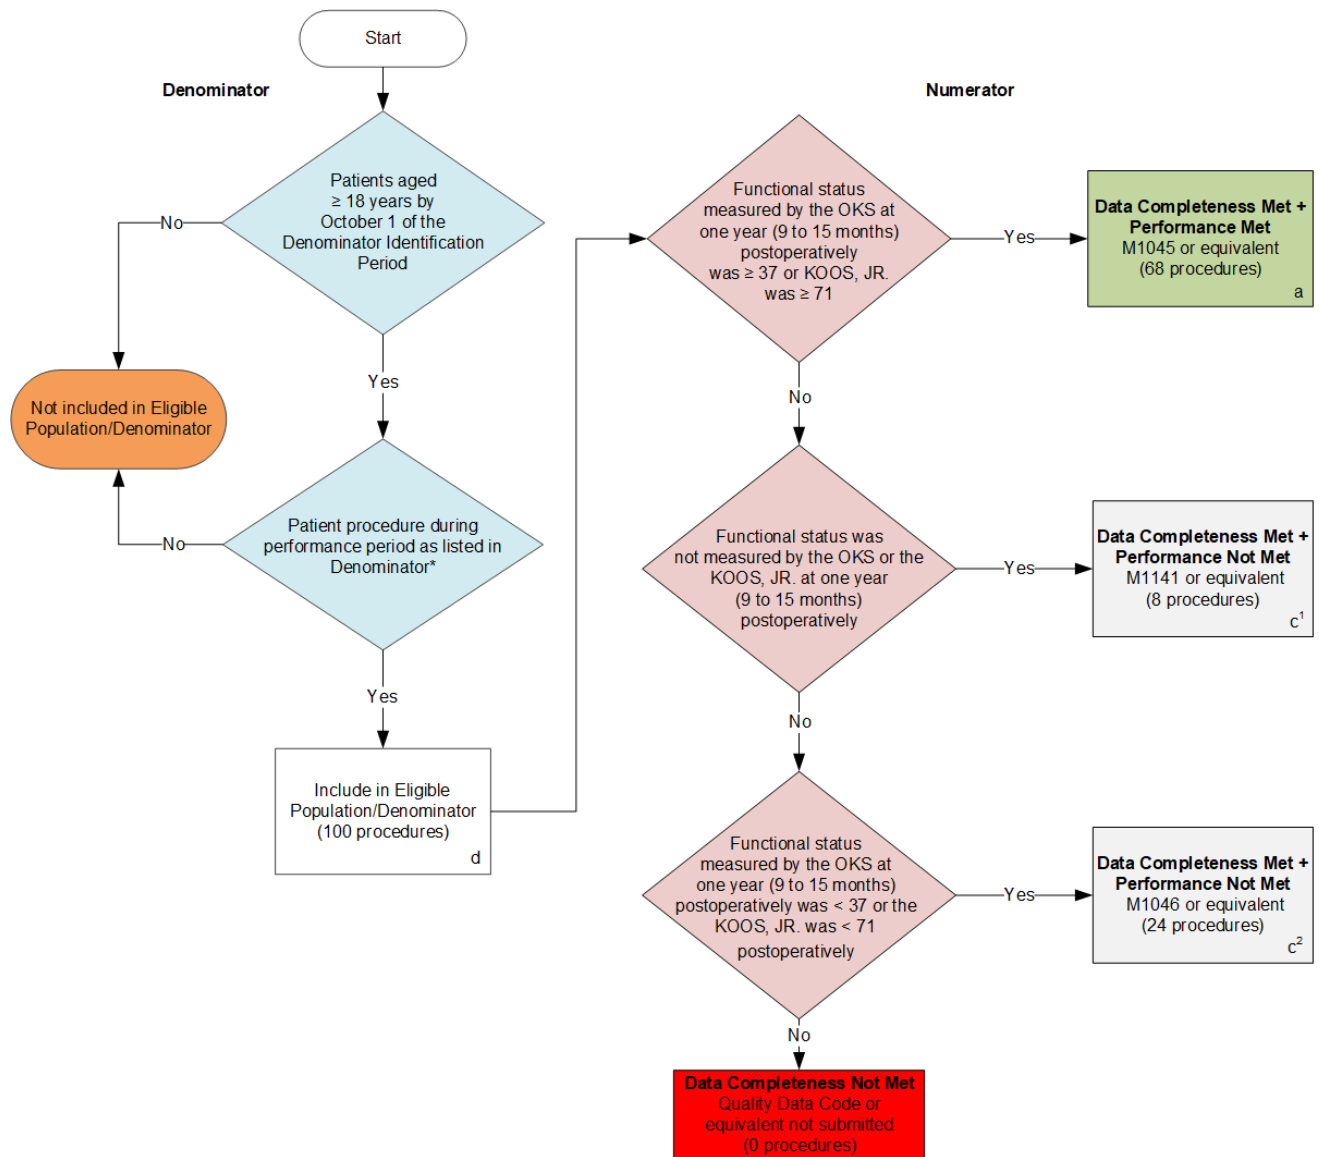 Start
Denominator
Patients aged
≥ 18 years by
October 1 of the
Denominator Identification
Period
No
Yes
Not included in Eligible
Population/Denominator
Patient procedure during
performance period as listed in
Denominator*
No
Yes
Include in Eligible
Population/Denominator
(100 procedures)
d
Numerator
Functional status
measured by the OKS at
one year (9 to 15 months)
postoperatively
was ≥ 37 or KOOS, JR.
was ≥ 71
Yes
Data Completeness Met +
Performance Met
M1045 or equivalent
(68 procedures)
a
No
Functional status was
not measured by the OKS or the
KOOS, JR. at one year
(9 to 15 months)
postoperatively
Yes
Data Completeness Met +
Performance Not Met
M1141 or equivalent
(8 procedures)
c¹
No
Functional status
measured by the OKS at
one year (9 to 15 months)
postoperatively was < 37 or the
KOOS, JR. was < 71
postoperatively
Yes
Data Completeness Met +
Performance Not Met
M1046 or equivalent
(24 procedures)
c²
No
Data Completeness Not Met
Quality Data Code or
equivalent not submitted
(0 procedures)